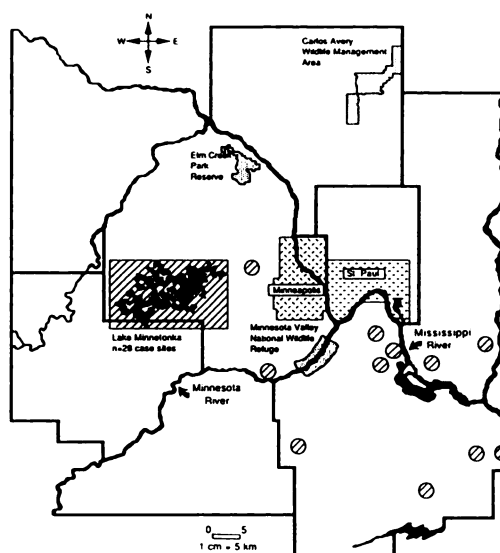 N
W E
S
Carlos Avery
Wildlife Management
Area
Elm Creek
Park
Reserve
St. Paul
Minneapolis
Lake Minnetonka
n=28 case sites
Minnesota Valley
National Wildlife
Refuge
Mississippi
River
Minnesota
River
0 5
1 cm = 5 km